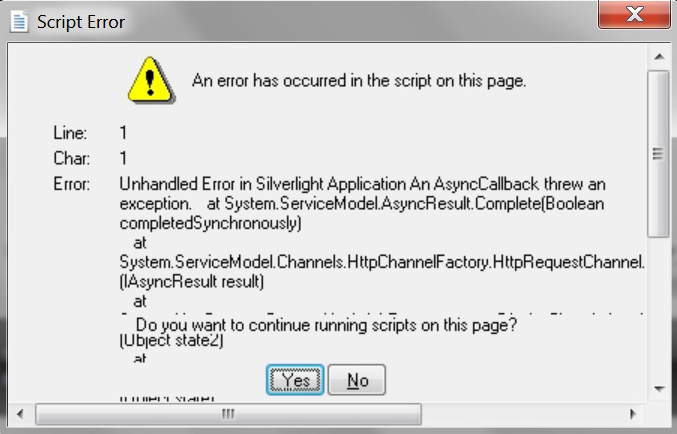 Script Error
An error has occurred in the script on this page.
Line: 1
Char: 1
Error: Unhandled Error in Silverlight Application An AsyncCallback threw an
exception. at System.ServiceModel.AsyncResult.Complete(Boolean
completedSynchronously)
at
System.ServiceModel.Channels.HttpChannelFactory.HttpRequestChannel.
(IAsyncResult result)
at
Do you want to continue running scripts on this page?
(Object state2)
at
Yes No